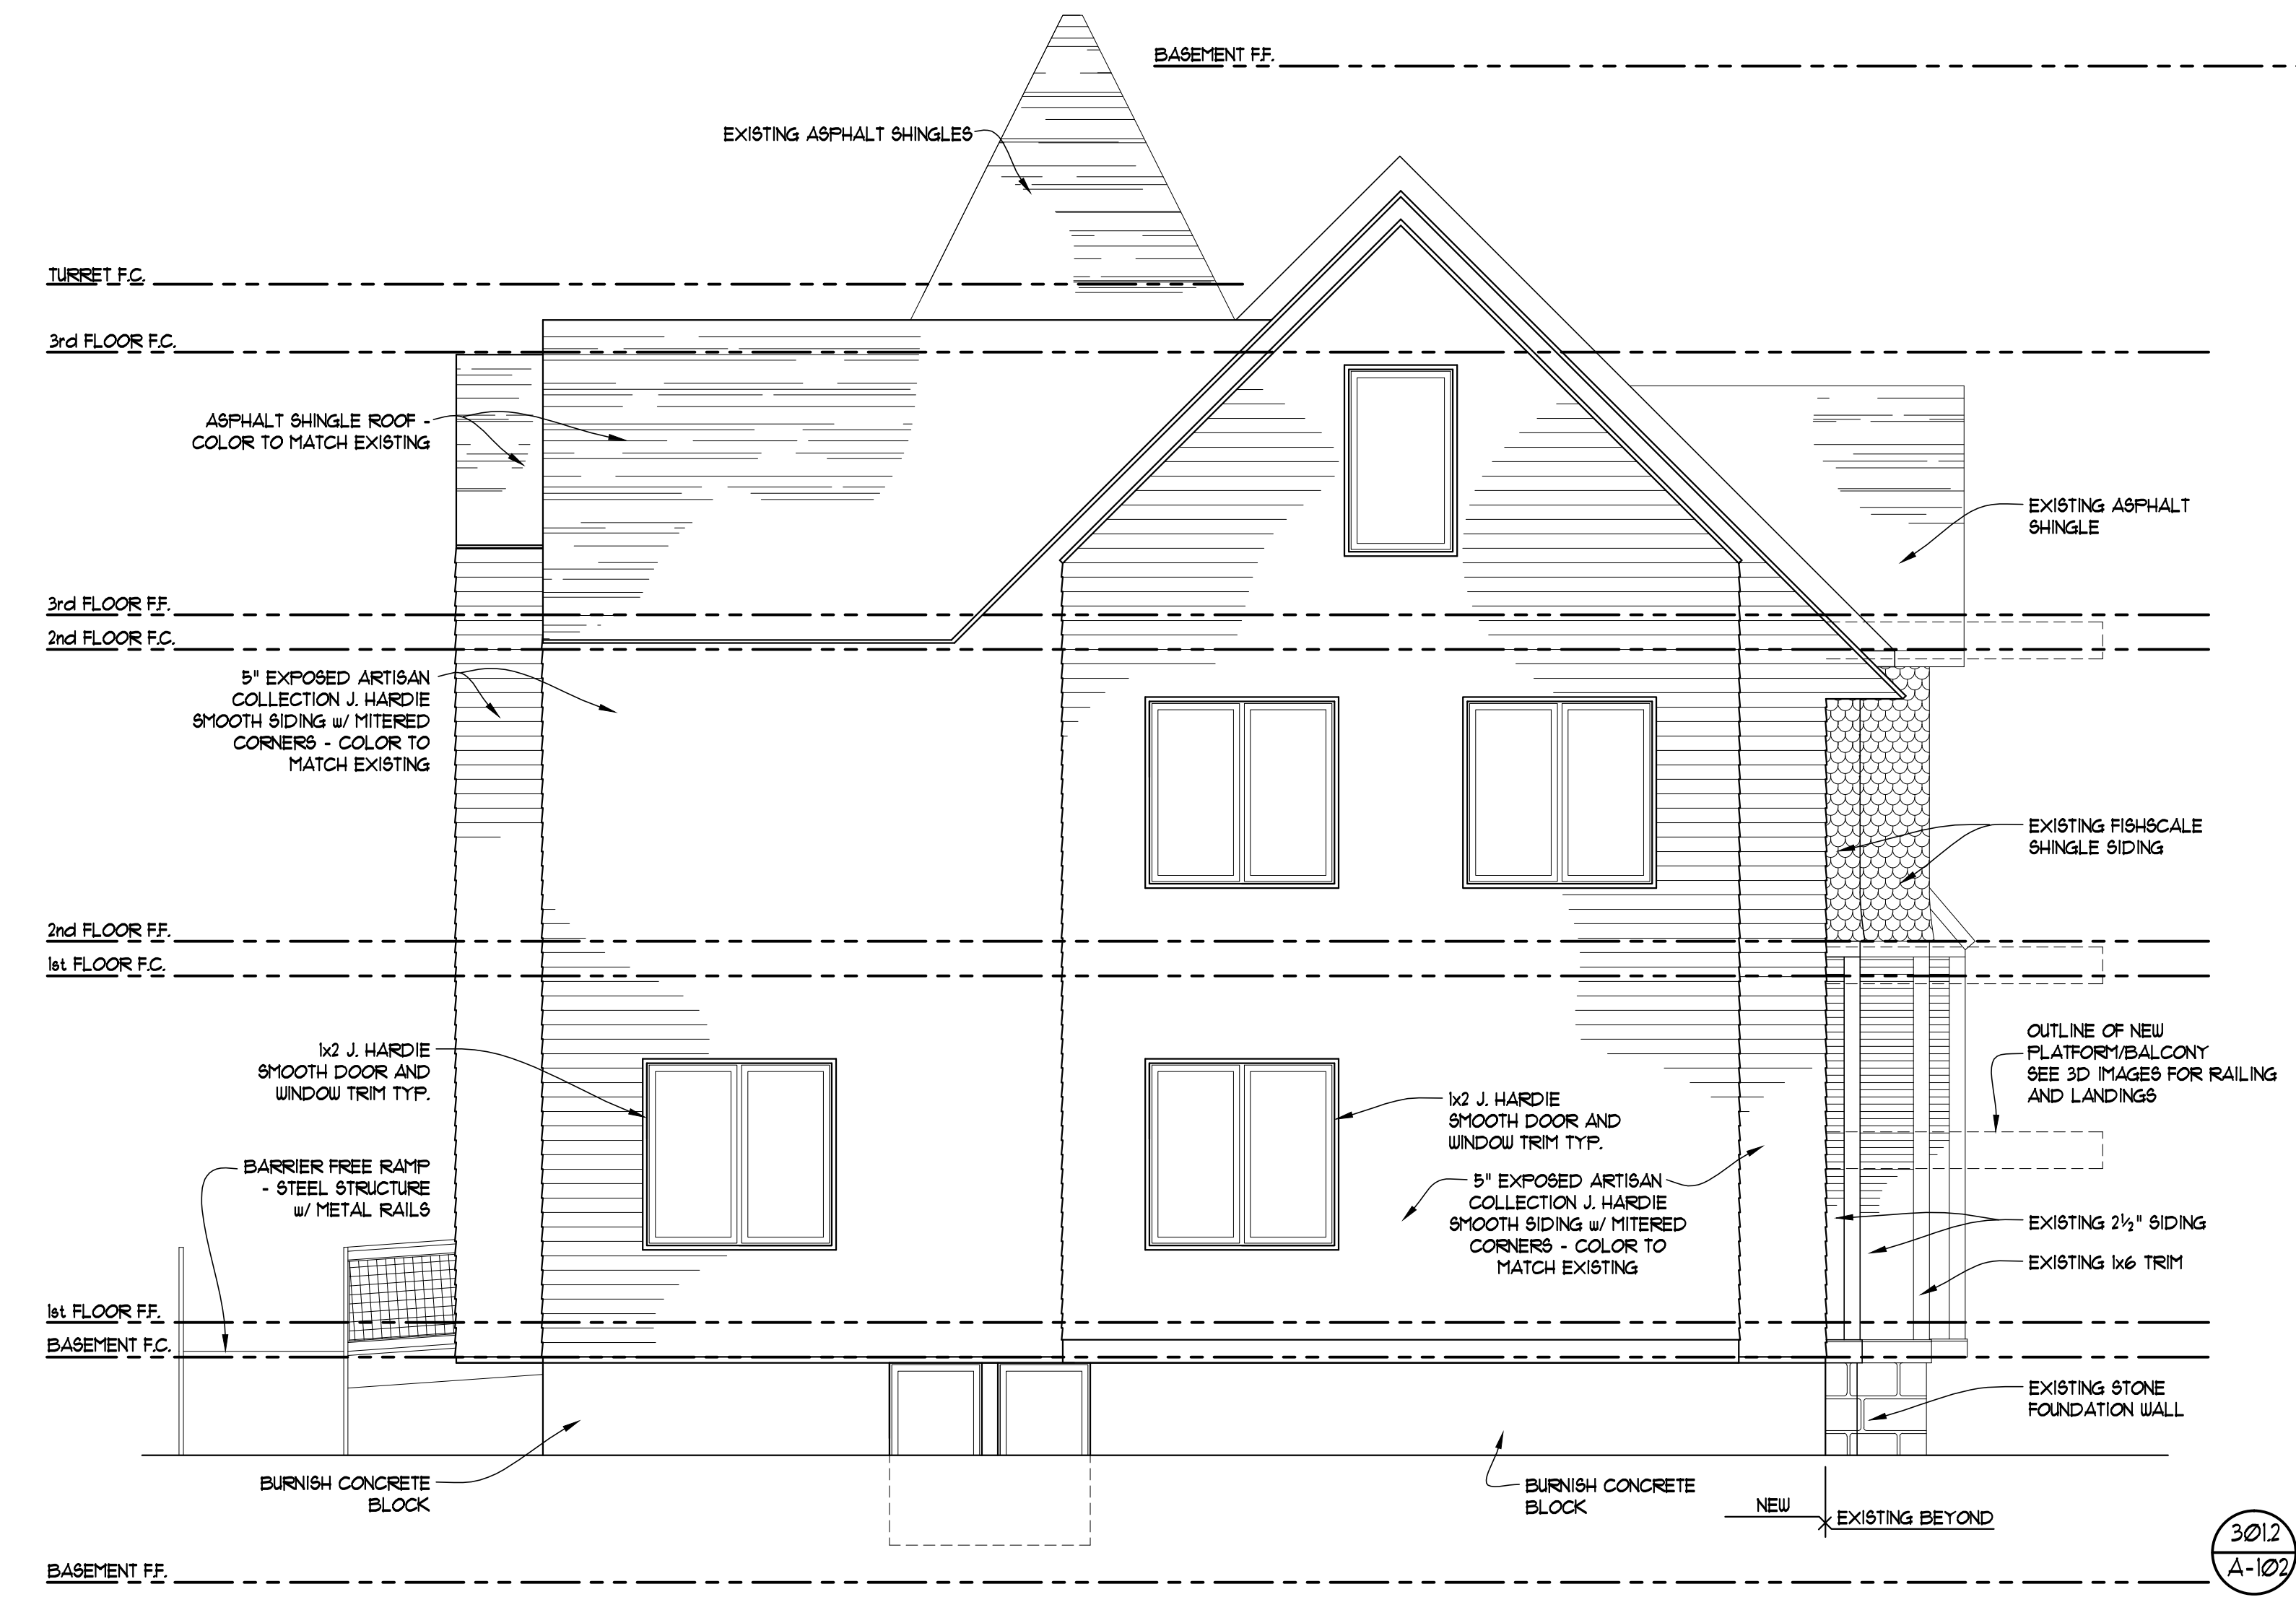 BASEMENT F.F.
EXISTING ASPHALT SHINGLES
TURRET F.C.
3rd FLOOR F.C.
ASPHALT SHINGLE ROOF -
COLOR TO MATCH EXISTING
EXISTING ASPHALT
SHINGLE
3rd FLOOR F.F.
2nd FLOOR F.C.
5" EXPOSED ARTISAN
COLLECTION J. HARDIE
SMOOTH SIDING w/ MITERED
CORNERS - COLOR TO
MATCH EXISTING
EXISTING FISHSCALE
SHINGLE SIDING
2nd FLOOR F.F.
1st FLOOR F.C.
1x2 J. HARDIE
SMOOTH DOOR AND
WINDOW TRIM TYP.
OUTLINE OF NEW
PLATFORM/BALCONY
SEE 3D IMAGES FOR RAILING
AND LANDINGS
1x2 J. HARDIE
SMOOTH DOOR AND
WINDOW TRIM TYP.
BARRIER FREE RAMP
- STEEL STRUCTURE
w/ METAL RAILS
5" EXPOSED ARTISAN
COLLECTION J. HARDIE
SMOOTH SIDING w/ MITERED
CORNERS - COLOR TO
MATCH EXISTING
EXISTING 2½" SIDING
EXISTING 1x6 TRIM
1st FLOOR F.F.
BASEMENT F.C.
EXISTING STONE
FOUNDATION WALL
BURNISH CONCRETE
BLOCK
BURNISH CONCRETE
BLOCK
NEW
EXISTING BEYOND
301.2
A-102
BASEMENT F.F.